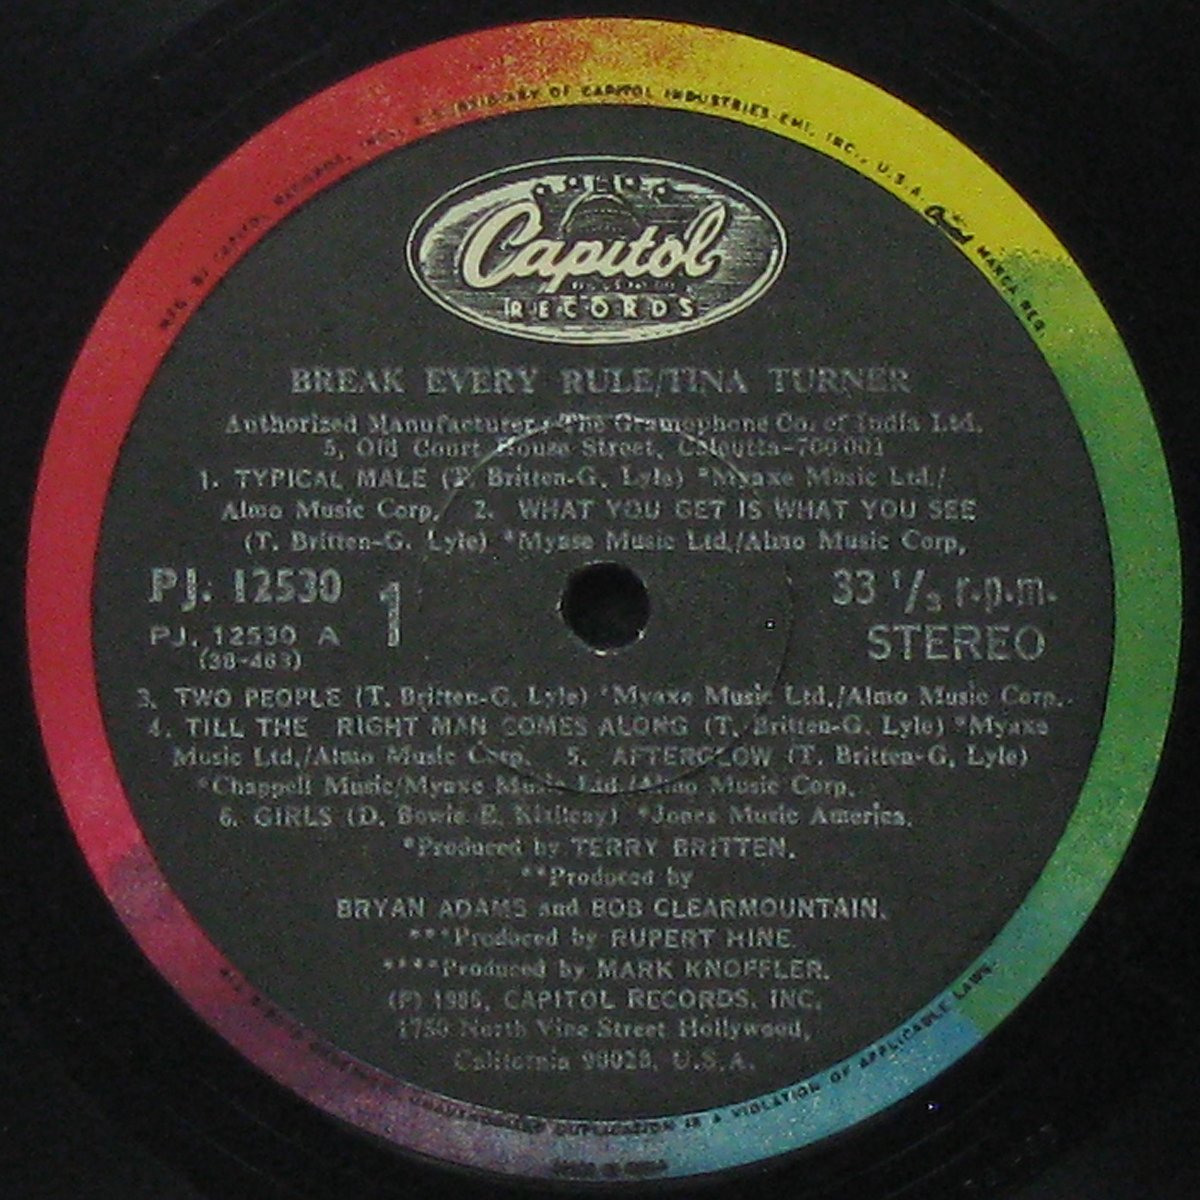 MFG. BY CAPITOL RECORDS, INC., A SUBSIDIARY OF CAPITOL INDUSTRIES-EMI, INC., U.S.A. Capitol MARCA REG.
Capitol
RECORDS
BREAK EVERY RULE/TINA TURNER
Authorized Manufacturer: The Gramophone Co. of India Ltd.
5, Old Court House Street, Calcutta-700 001
1. TYPICAL MALE (T. Britten-G. Lyle) *Myaxe Music Ltd./
Almo Music Corp. 2. WHAT YOU GET IS WHAT YOU SEE
(T. Britten-G. Lyle) *Myaxe Music Ltd./Almo Music Corp.
PJ. 12530 1 33 1/3 r.p.m.
PJ. 12530 A STEREO
(38-463)
3. TWO PEOPLE (T. Britten-G. Lyle) *Myaxe Music Ltd./Almo Music Corp.
4. TILL THE RIGHT MAN COMES ALONG (T. Britten-G. Lyle) *Myaxe
Music Ltd./Almo Music Corp. 5. AFTERGLOW (T. Britten-G. Lyle)
*Chappell Music/Myaxe Music Ltd./Almo Music Corp.
6. GIRLS (D. Bowie E. ) *Jones Music America.
*Produced by TERRY BRITTEN.
**Produced by
BRYAN ADAMS and BOB CLEARMOUNTAIN.
***Produced by RUPERT HINE.
****Produced by MARK KNOFFLER.
(P) 1986, CAPITOL RECORDS, INC.
1750 North Vine Street Hollywood,
California 90028, U.S.A.
ALL RIGHTS RESERVED. UNAUTHORIZED DUPLICATION IS A VIOLATION OF APPLICABLE LAWS.